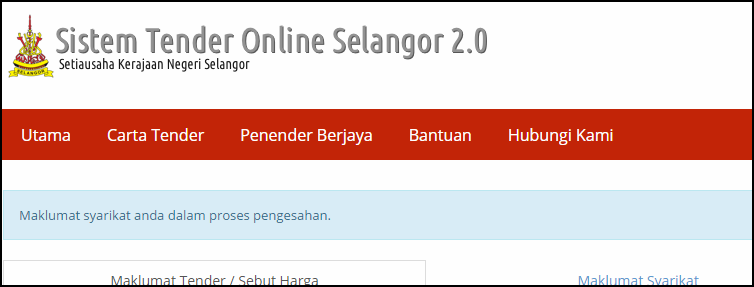 Sistem Tender Online Selangor 2.0
Setiausaha Kerajaan Negeri Selangor
SELANGOR
Utama Carta Tender Penender Berjaya Bantuan Hubungi Kami
Maklumat syarikat anda dalam proses pengesahan.
Maklumat Tender / Sebut Harga Maklumat Syarikat